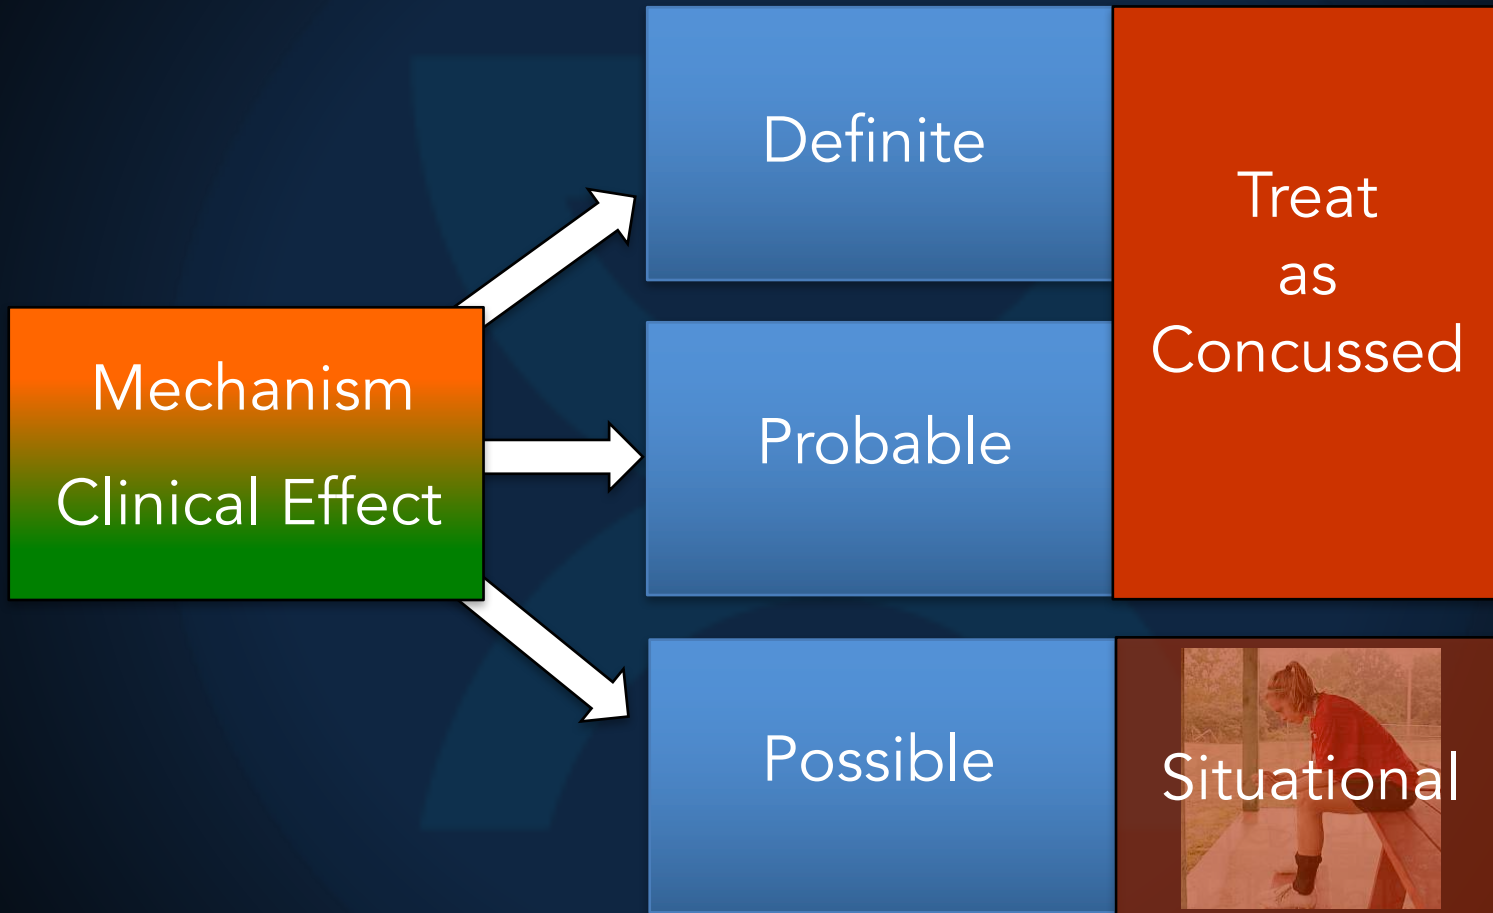 Mechanism
Clinical Effect
Definite
Probable
Possible
Treat
as
Concussed
Situational